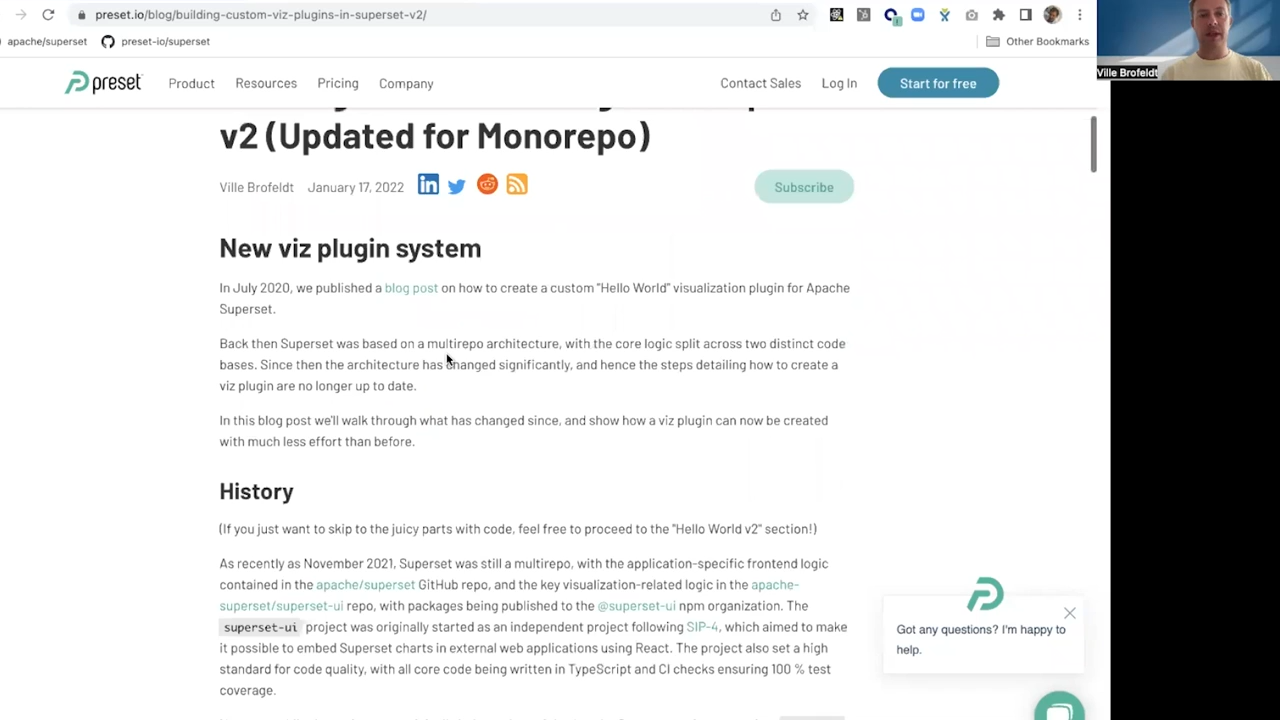 preset.io/blog/building-custom-viz-plugins-in-superset-v2/
apache/superset
preset-io/superset
Other Bookmarks
Ville Brofeldt
preset
Product
Resources
Pricing
Company
Contact Sales
Log In
Start for free
v2 (Updated for Monorepo)
Ville Brofeldt
January 17, 2022
Subscribe
New viz plugin system
In July 2020, we published a blog post on how to create a custom "Hello World" visualization plugin for Apache
Superset.
Back then Superset was based on a multirepo architecture, with the core logic split across two distinct code
bases. Since then the architecture has changed significantly, and hence the steps detailing how to create a
viz plugin are no longer up to date.
In this blog post we'll walk through what has changed since, and show how a viz plugin can now be created
with much less effort than before.
History
(If you just want to skip to the juicy parts with code, feel free to proceed to the "Hello World v2" section!)
As recently as November 2021, Superset was still a multirepo, with the application-specific frontend logic
contained in the apache/superset GitHub repo, and the key visualization-related logic in the apache-
superset/superset-ui repo, with packages being published to the @superset-ui npm organization. The
superset-ui project was originally started as an independent project following SIP-4, which aimed to make
it possible to embed Superset charts in external web applications using React. The project also set a high
standard for code quality, with all core code being written in TypeScript and CI checks ensuring 100 % test
coverage.
Got any questions? I'm happy to
help.